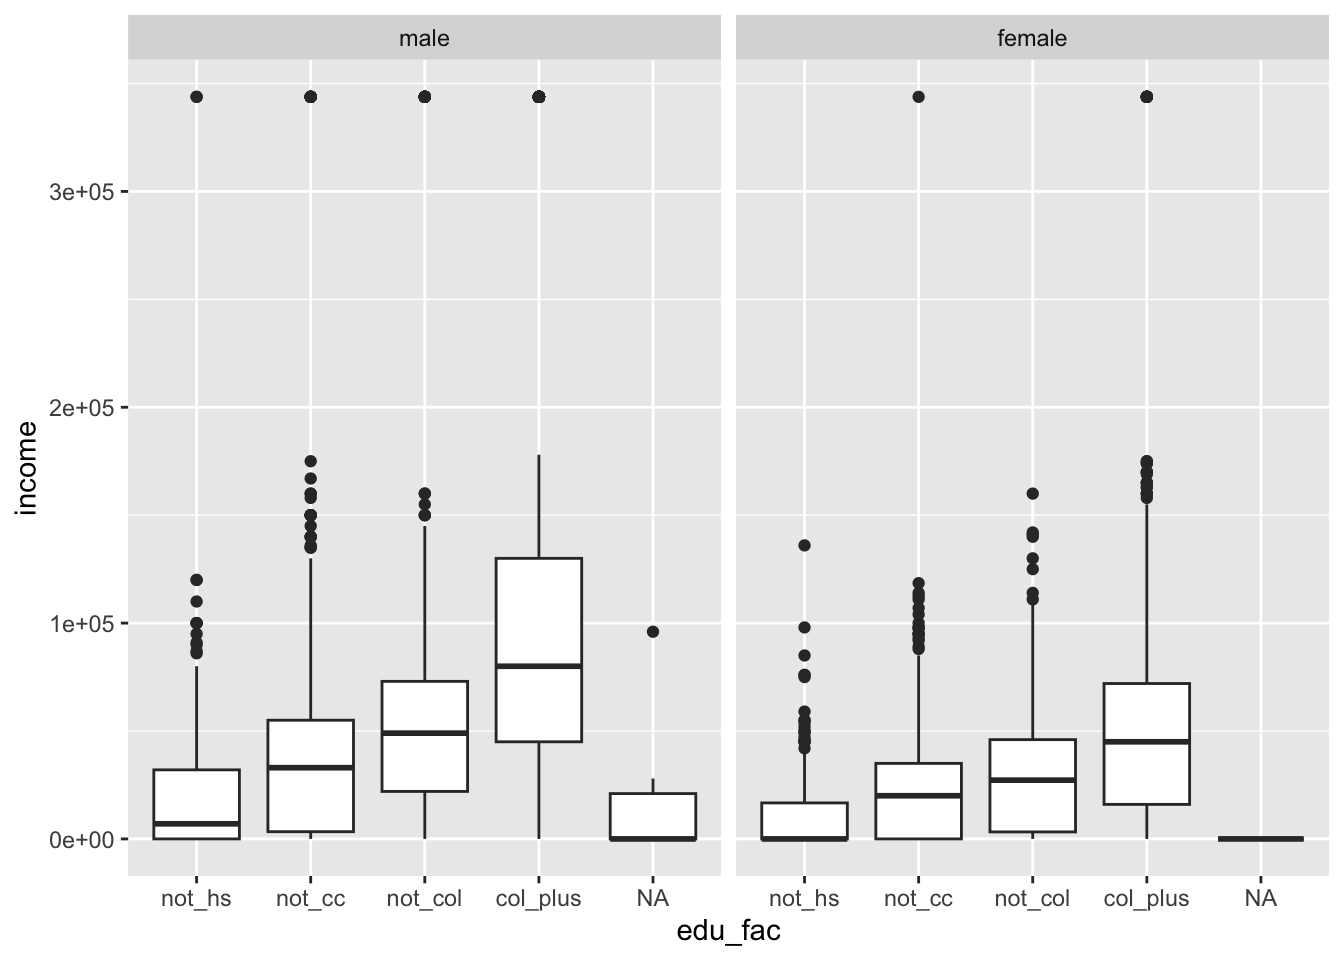 male female
3e+05
2e+05
1e+05
0e+00
income
not_hs not_cc not_col col_plus NA not_hs not_cc not_col col_plus NA
edu_fac